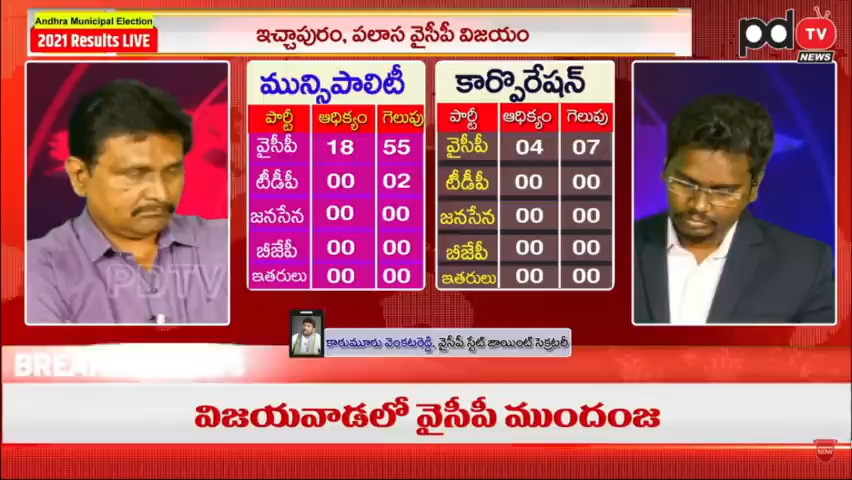 Andhra Municipal Election
2021 Results LIVE
ఇచ్ఛాపురం, పలాస వైసీపీ విజయం
pd TV
NEWS
మున్సిపాలిటీ
పార్టీ ఆధిక్యం గెలుపు
వైసీపీ 18 55
టీడీపీ 00 02
జనసేన 00 00
బీజేపీ 00 00
ఇతరులు 00 00
కార్పొరేషన్
పార్టీ ఆధిక్యం గెలుపు
వైసీపీ 04 07
టీడీపీ 00 00
జనసేన 00 00
బీజేపీ 00 00
ఇతరులు 00 00
PDTV
కారుమూరు వెంకటరెడ్డి, వైసీపీ స్టేట్ జాయింట్ సెక్రటరీ
విజయవాడలో వైసీపీ ముందంజ
NOW